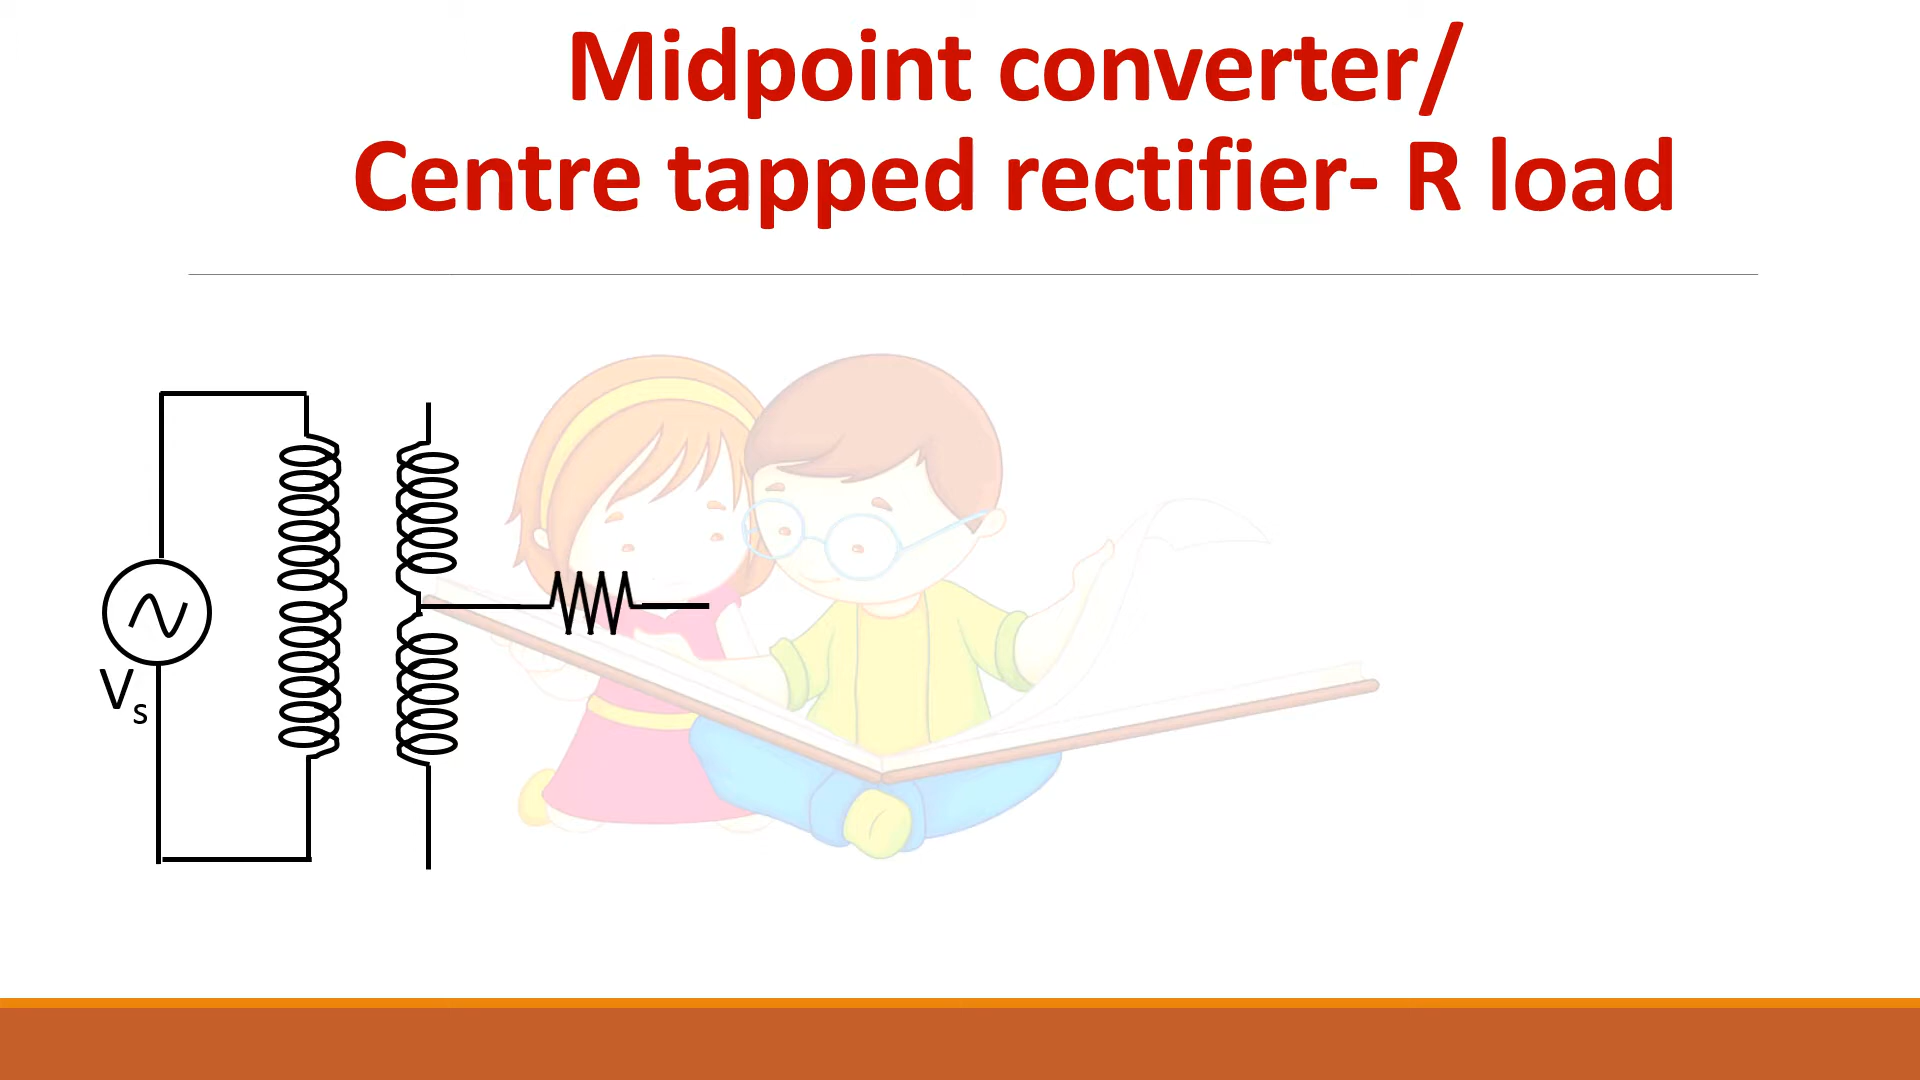 Midpoint converter/
Centre tapped rectifier- R load
Vs